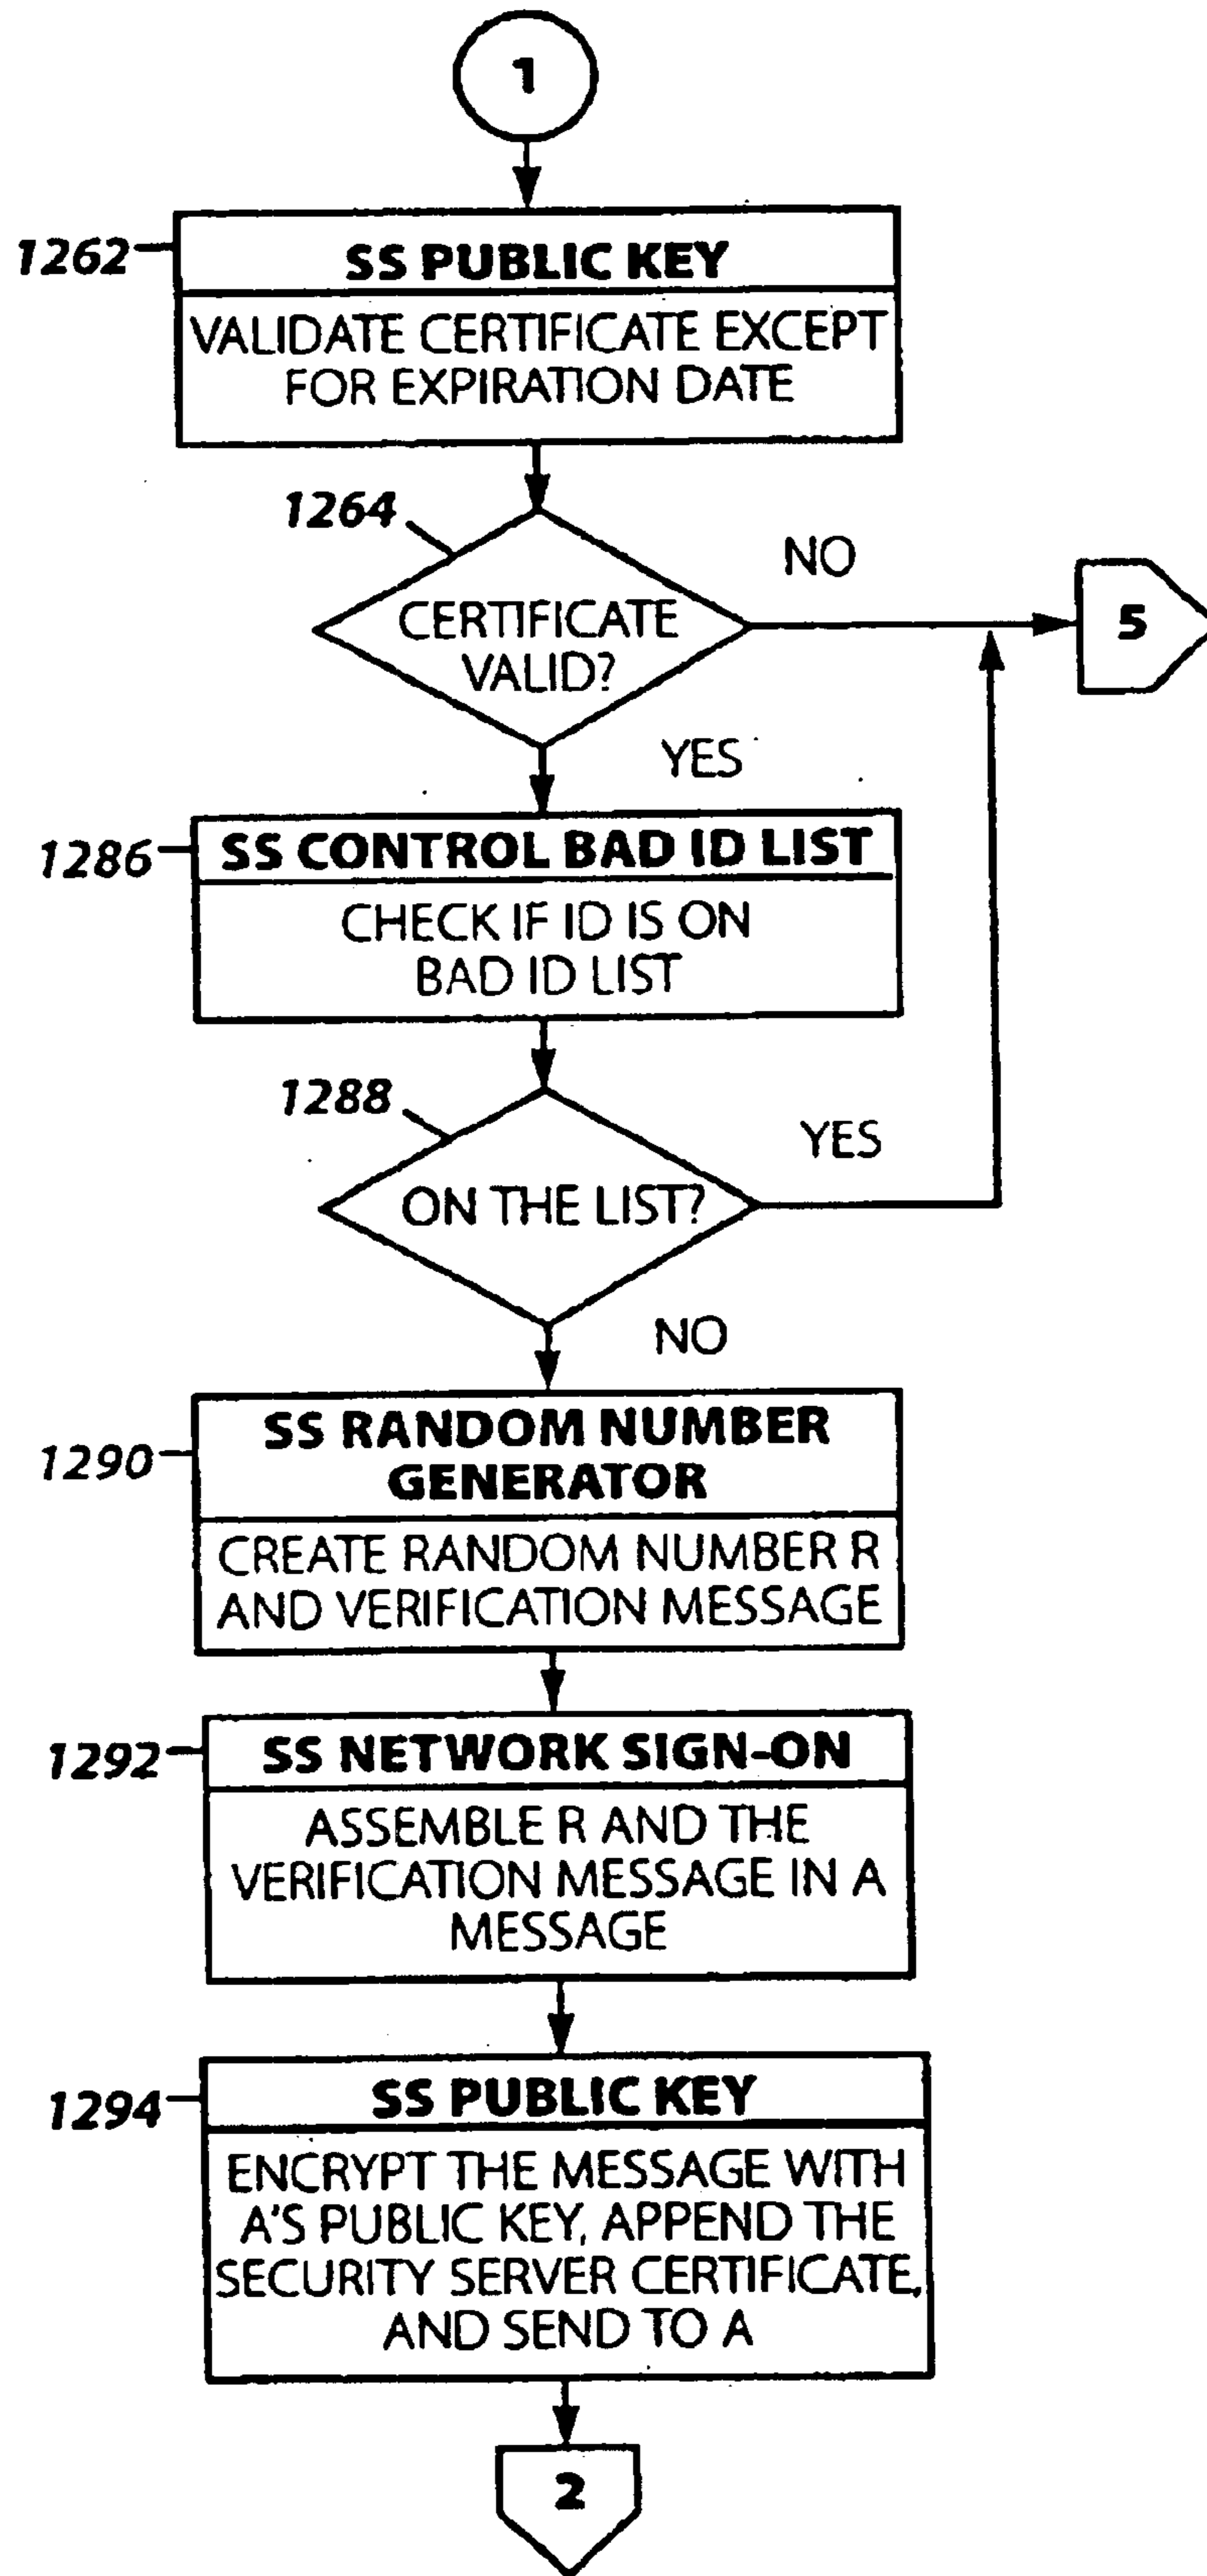 1
1262
SS PUBLIC KEY
VALIDATE CERTIFICATE EXCEPT
FOR EXPIRATION DATE
1264
NO
CERTIFICATE
VALID?
5
YES
1286
SS CONTROL BAD ID LIST
CHECK IF ID IS ON
BAD ID LIST
1288
YES
ON THE LIST?
NO
1290
SS RANDOM NUMBER
GENERATOR
CREATE RANDOM NUMBER R
AND VERIFICATION MESSAGE
1292
SS NETWORK SIGN-ON
ASSEMBLE R AND THE
VERIFICATION MESSAGE IN A
MESSAGE
1294
SS PUBLIC KEY
ENCRYPT THE MESSAGE WITH
A'S PUBLIC KEY, APPEND THE
SECURITY SERVER CERTIFICATE,
AND SEND TO A
2